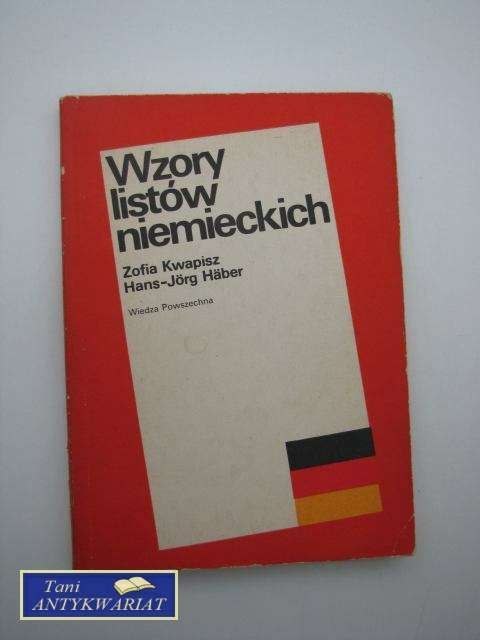 Wzory
listów
niemieckich
Zofia Kwapisz
Hans-Jörg Häber
Wiedza Powszechna
Tani
ANTYKWARIAT